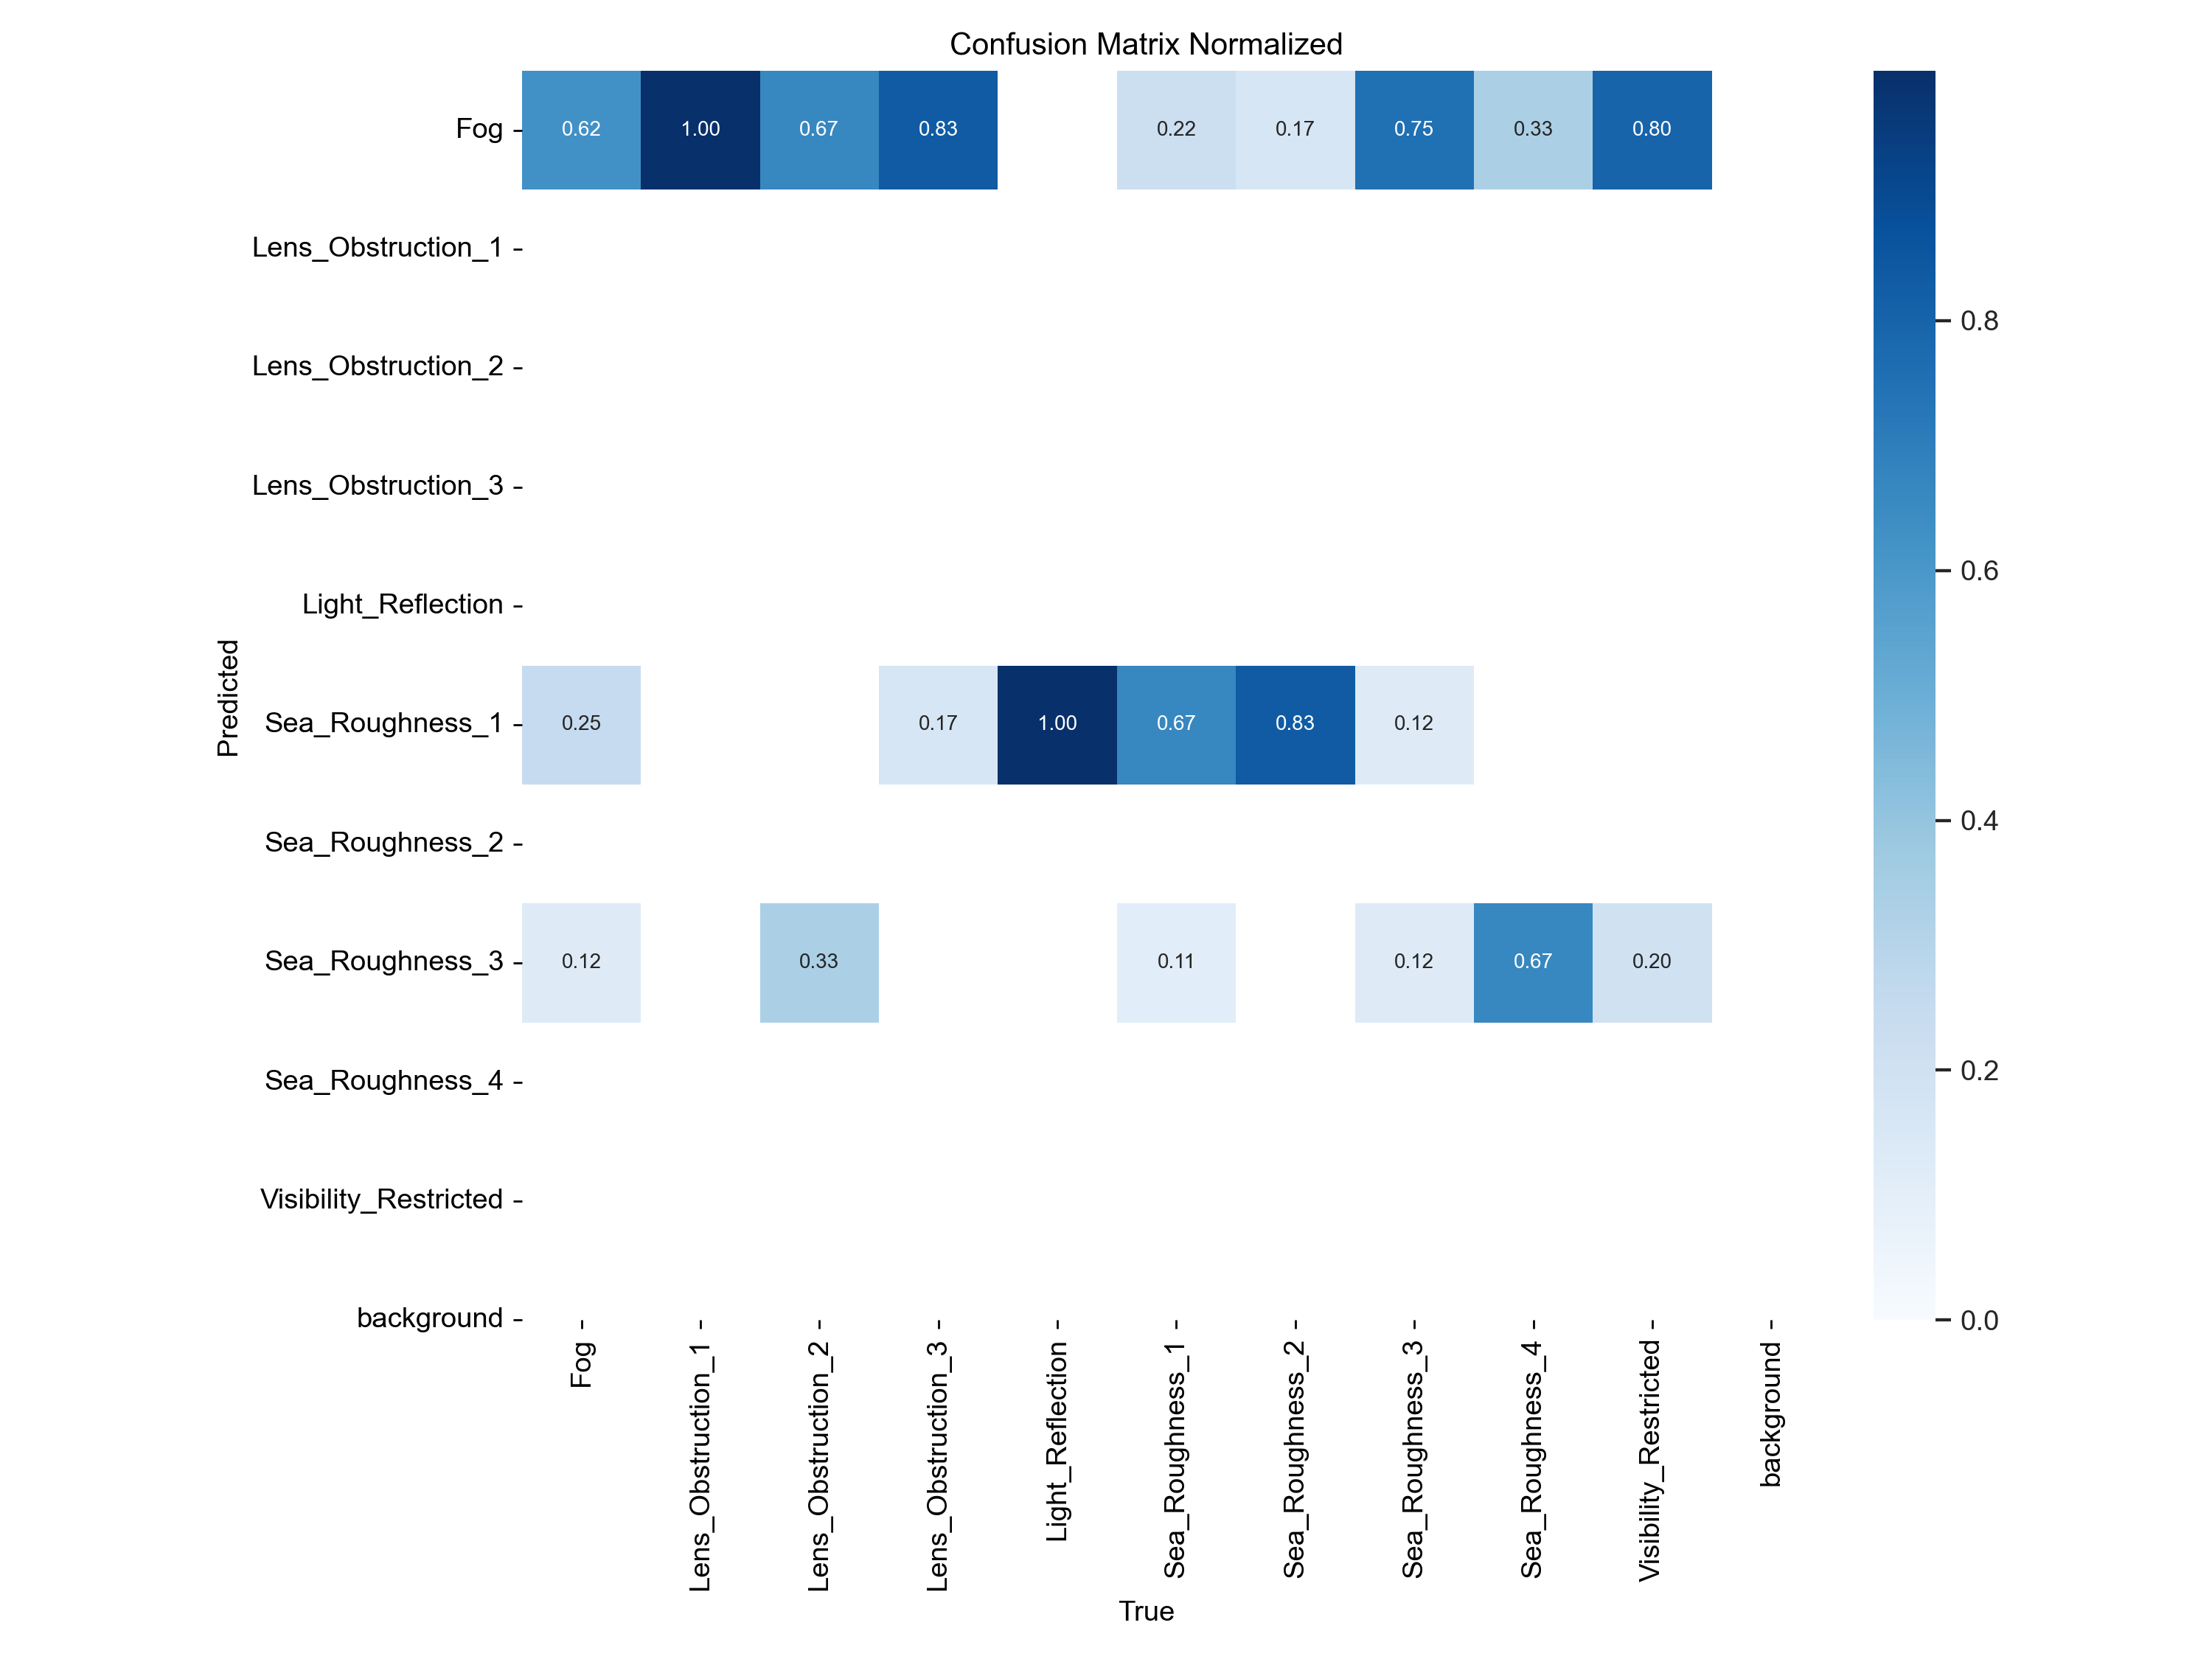 Confusion Matrix Normalized
Fog
0.62 1.00 0.67 0.83 0.22 0.17 0.75 0.33 0.80
Lens_Obstruction_1
Lens_Obstruction_2
Lens_Obstruction_3
Light_Reflection
Sea_Roughness_1
0.25 0.17 1.00 0.67 0.83 0.12
Sea_Roughness_2
Sea_Roughness_3
0.12 0.33 0.11 0.12 0.67 0.20
Sea_Roughness_4
Visibility_Restricted
background
Predicted
Fog
Lens_Obstruction_1
Lens_Obstruction_2
Lens_Obstruction_3
Light_Reflection
Sea_Roughness_1
Sea_Roughness_2
Sea_Roughness_3
Sea_Roughness_4
Visibility_Restricted
background
True
0.8
0.6
0.4
0.2
0.0